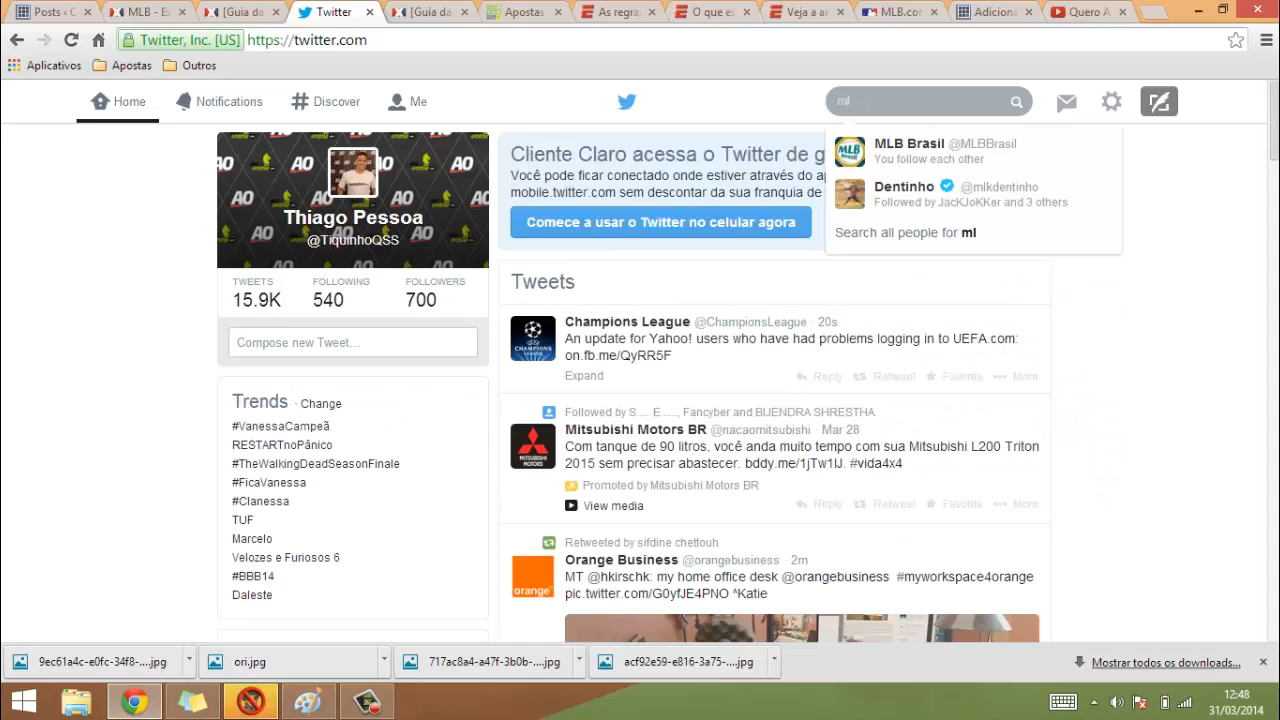 Posts ‹ C
MLB - Es
[Guia da
Twitter
[Guia da
Apostas
As regra
O que es
Veja a ar
MLB.con
Adiciona
Quero A
Twitter, Inc. [US] https://twitter.com
Aplicativos Apostas Outros
Home Notifications Discover Me
ml
MLB Brasil @MLBBrasil
You follow each other
Dentinho @mlkdentinho
Followed by JacKJoKKer and 3 others
Search all people for ml
Cliente Claro acessa o Twitter de g
Você pode ficar conectado onde estiver através do ap
mobile.twitter.com sem descontar da sua franquia de
Comece a usar o Twitter no celular agora
AO AO AO AO
Thiago Pessoa
@TiquinhoQSS
TWEETS FOLLOWING FOLLOWERS
15.9K 540 700
Compose new Tweet...
Trends · Change
#VanessaCampeã
RESTARTnoPânico
#TheWalkingDeadSeasonFinale
#FicaVanessa
#Clanessa
TUF
Marcelo
Velozes e Furiosos 6
#BBB14
Daleste
Tweets
Champions League @ChampionsLeague · 20s
An update for Yahoo! users who have had problems logging in to UEFA.com:
on.fb.me/QyRR5F
Expand Reply Retweet Favorite More
Followed by S..... E....., Fancyber and BIJENDRA SHRESTHA.
Mitsubishi Motors BR @nacaomitsubishi · Mar 28
Com tanque de 90 litros, você anda muito tempo com sua Mitsubishi L200 Triton
2015 sem precisar abastecer. bddy.me/1jTw1IJ. #vida4x4
Promoted by Mitsubishi Motors BR
View media Reply Retweet Favorite More
Retweeted by sifdine chettouh
Orange Business @orangebusiness · 2m
MT @hkirschk: my home office desk @orangebusiness #myworkspace4orange
pic.twitter.com/G0yfJE4PNO ^Katie
orange
9ec61a4c-e0fc-34f8-....jpg
ori.jpg
717ac8a4-a47f-3b0b-....jpg
acf92e59-e816-3a75-....jpg
Mostrar todos os downloads...
12:48
31/03/2014